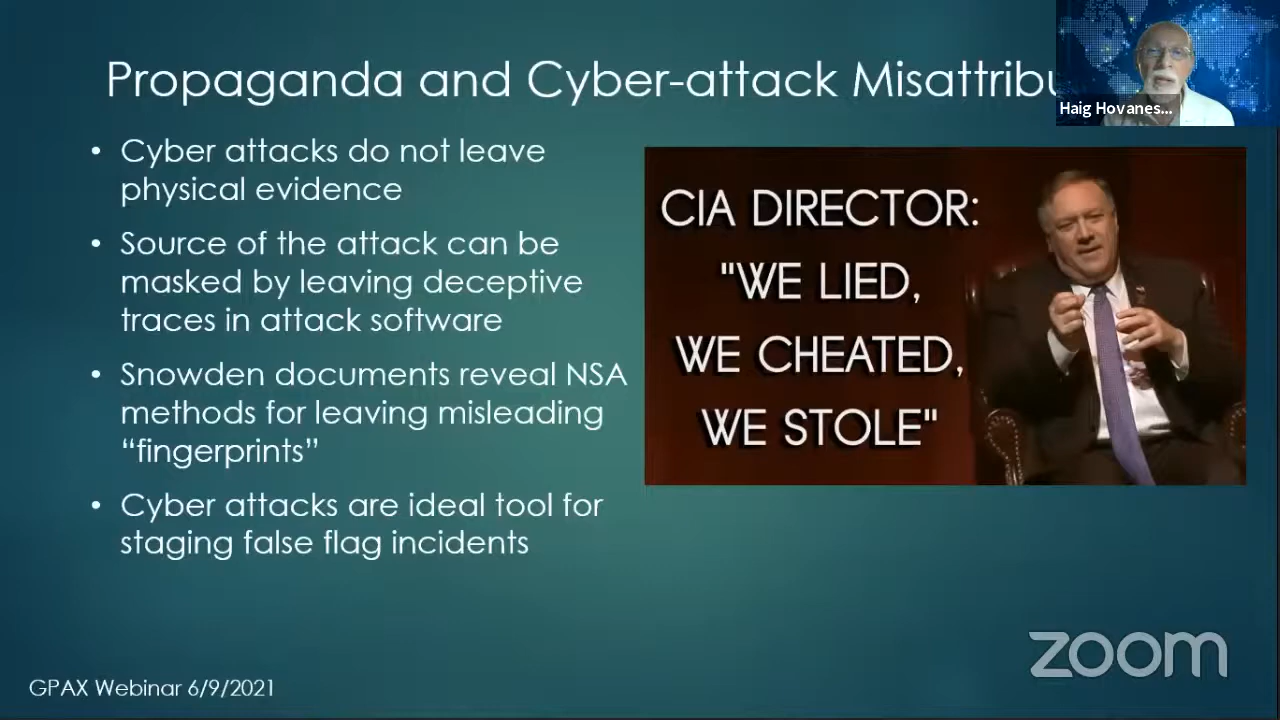 Propaganda and Cyber-attack Misattribu
Haig Hovanes...
• Cyber attacks do not leave
physical evidence
• Source of the attack can be
masked by leaving deceptive
traces in attack software
• Snowden documents reveal NSA
methods for leaving misleading
“fingerprints”
• Cyber attacks are ideal tool for
staging false flag incidents
CIA DIRECTOR:
"WE LIED,
WE CHEATED,
WE STOLE"
zoom
GPAX Webinar 6/9/2021